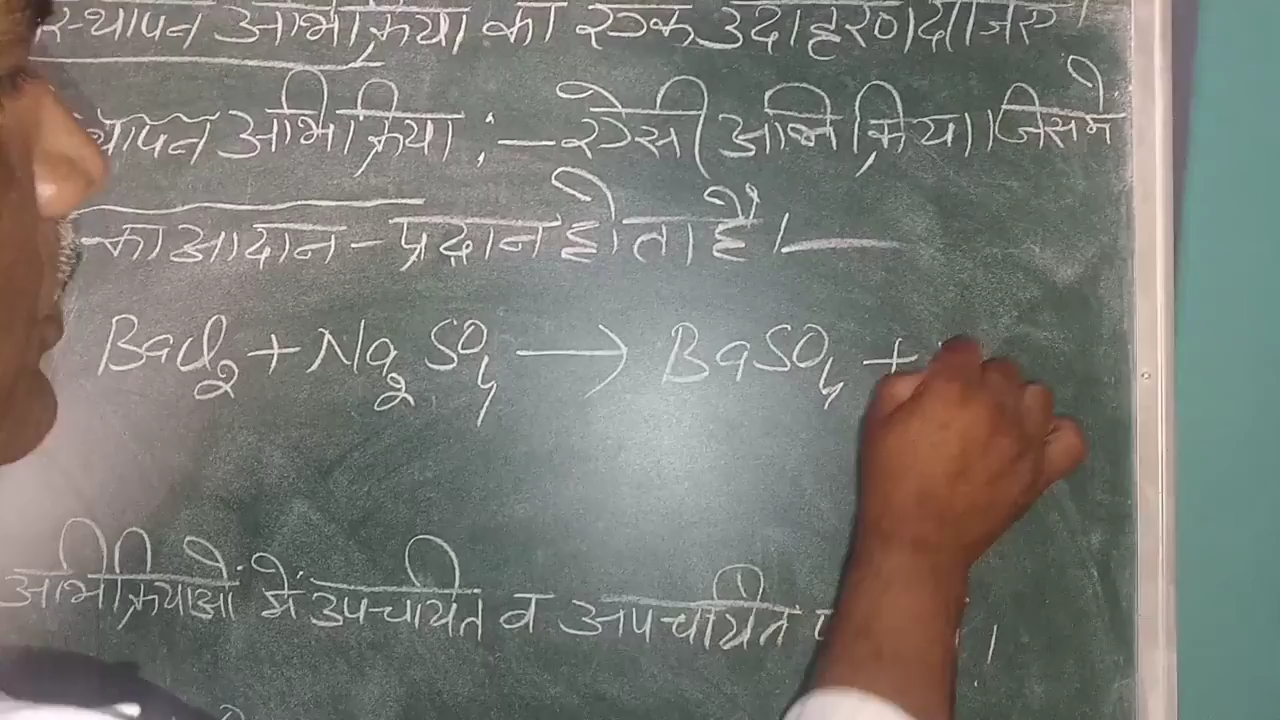 स्थापन अभिक्रिया का एक उदाहरण दीजिए।
स्थापन अभिक्रिया :— ऐसी अभिक्रिया जिसमे
का आदान-प्रदान होता है।—
BaCl₂ + Na₂SO₄ → BaSO₄ +
अभिक्रियाओं में उपचयित व अपचयित